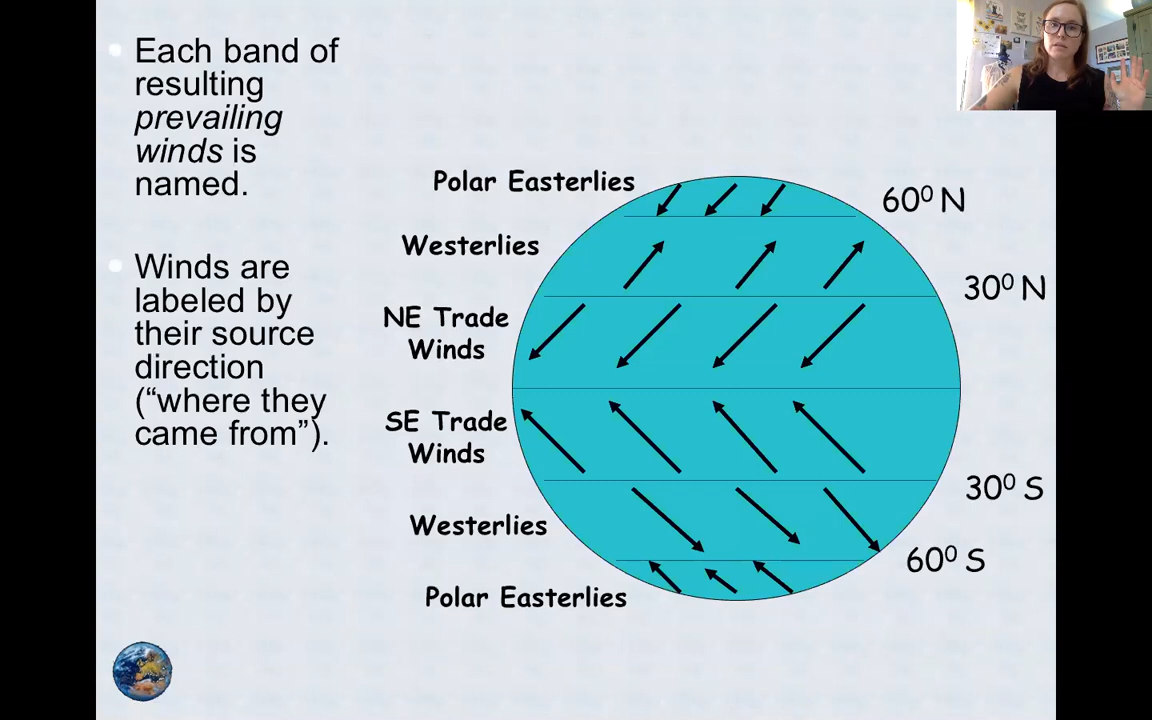 Each band of
resulting
prevailing
winds is
named.
Winds are
labeled by
their source
direction
(“where they
came from”).
Polar Easterlies
60⁰ N
Westerlies
30⁰ N
NE Trade
Winds
SE Trade
Winds
30⁰ S
Westerlies
60⁰ S
Polar Easterlies